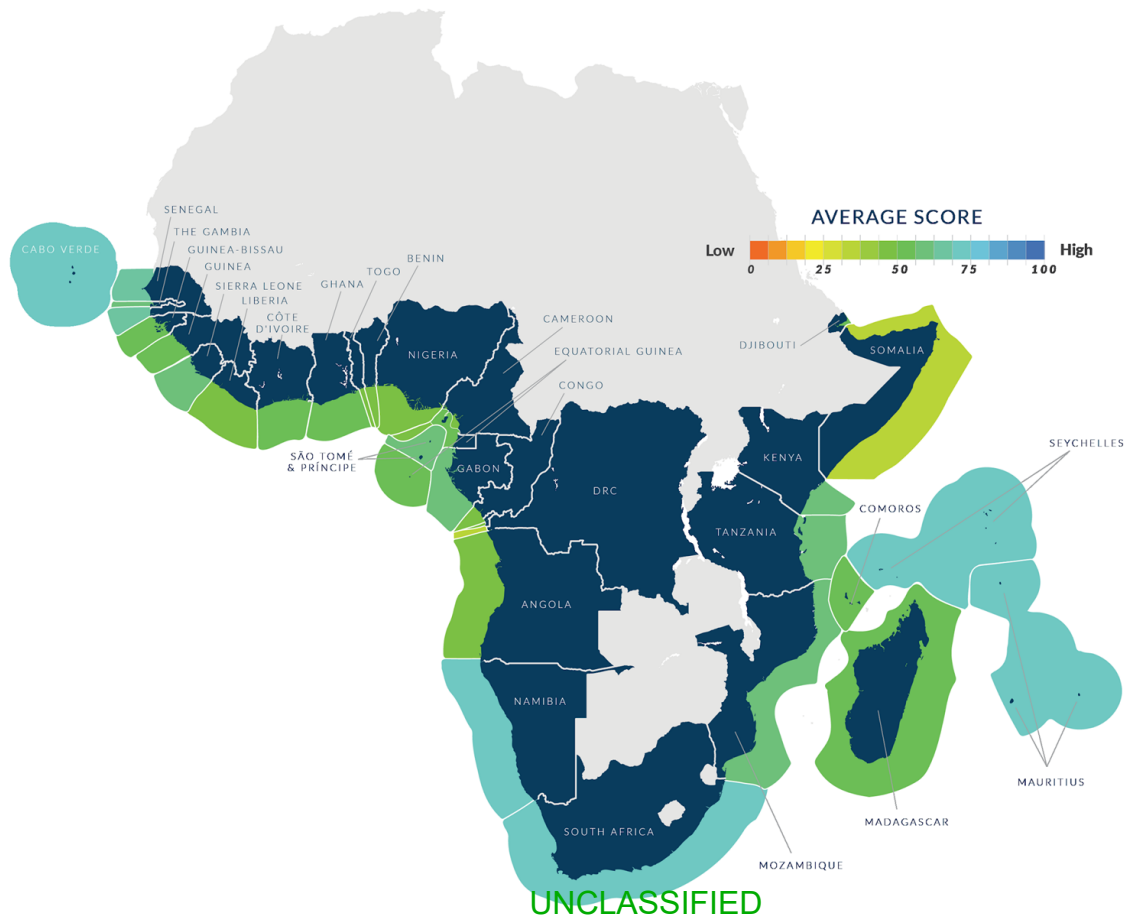 SENEGAL
THE GAMBIA
AVERAGE SCORE
CABO VERDE
GUINEA-BISSAU
Low
High
GUINEA
BENIN
0
25
50
75
100
TOGO
SIERRA LEONE
GHANA
LIBERIA
CÔTE
D'IVOIRE
CAMEROON
DJIBOUTI
SOMALIA
NIGERIA
EQUATORIAL GUINEA
CONGO
SEYCHELLES
SÃO TOMÉ
& PRÍNCIPE
KENYA
GABON
DRC
COMOROS
TANZANIA
ANGOLA
NAMIBIA
MAURITIUS
MADAGASCAR
SOUTH AFRICA
MOZAMBIQUE
UNCLASSIFIED